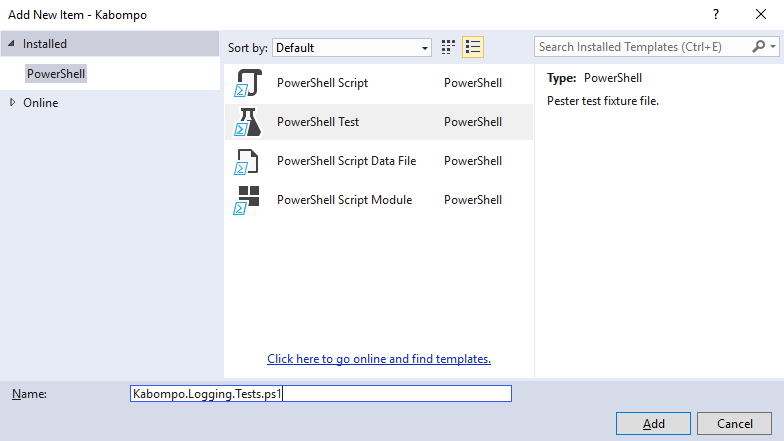 Add New Item - Kabompo
?
Installed
PowerShell
Online
Sort by: Default
Search Installed Templates (Ctrl+E)
PowerShell Script PowerShell
PowerShell Test PowerShell
PowerShell Script Data File PowerShell
PowerShell Script Module PowerShell
Type: PowerShell
Pester test fixture file.
Click here to go online and find templates.
Name: Kabompo.Logging.Tests.ps1
Add Cancel